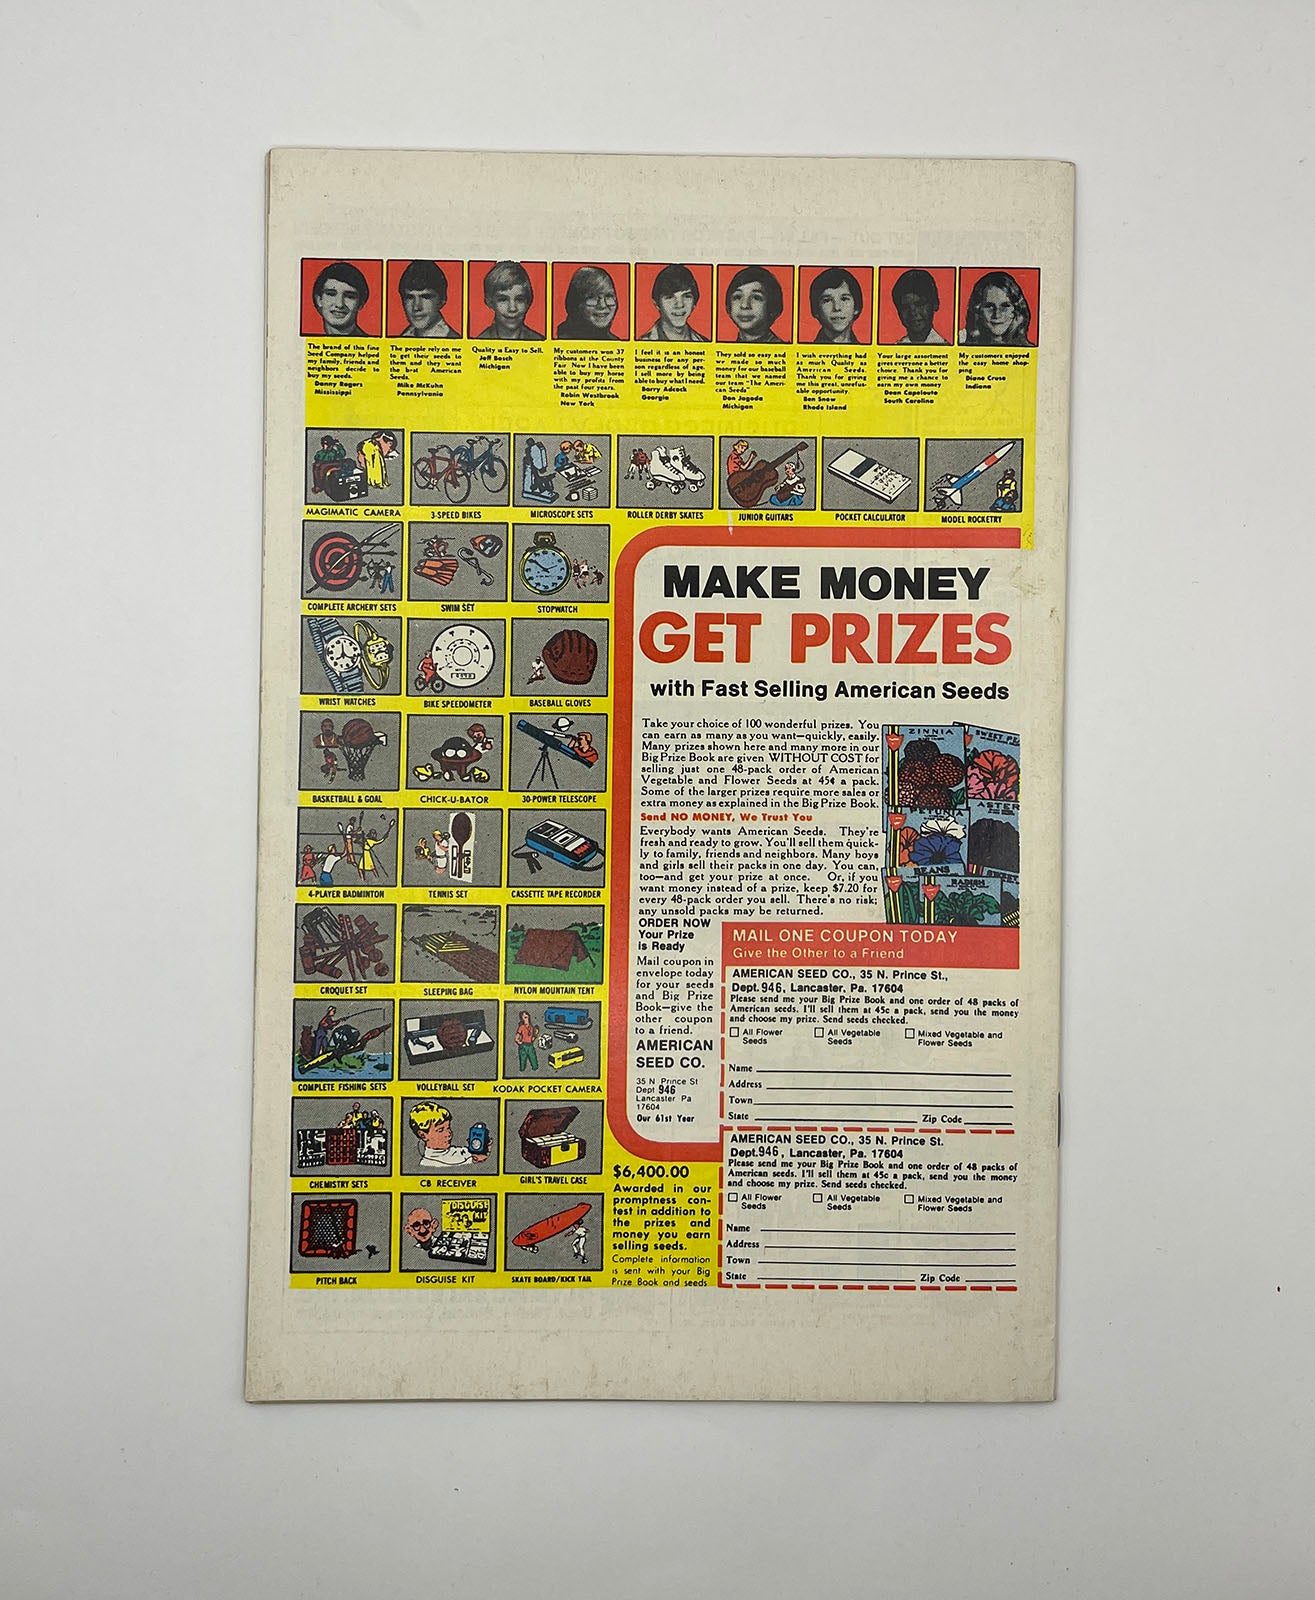 The brand of this fine
Seed Company helped
my family, friends and
neighbors decide to
buy my seeds.
Danny Rogers
Mississippi
The people rely on me
to get their seeds to
them and they want
the best American
Seeds.
Mike McKuhn
Pennsylvania
Quality is Easy to Sell.
Jeff Bosch
Michigan
My customers won 37
ribbons at the County
Fair. Now I have been
able to buy my horse
with my profits from
the past four years.
Robin Westbrook
New York
I feel it is an honest
business for any per-
son regardless of age.
I sell more by being
able to buy what I need.
Barry Adcock
Georgia
They sold so easy and
we made so much
money for our baseball
team that we named
our team "The Ameri-
can Seeds"
Don Jagoda
Michigan
I wish everything had
as much Quality as
American Seeds.
Thank you for giving
me this great, unrefus-
able opportunity.
Ben Snow
Rhode Island
Your large assortment
gives everyone a better
choice. Thank you for
giving me a chance to
earn my own money
Dean Capelouto
South Carolina
My customers enjoyed
the easy home shop-
ping
Diane Cruse
Indiana
MAGIMATIC CAMERA
3-SPEED BIKES
MICROSCOPE SETS
ROLLER DERBY SKATES
JUNIOR GUITARS
POCKET CALCULATOR
MODEL ROCKETRY
COMPLETE ARCHERY SETS
SWIM SET
STOPWATCH
WRIST WATCHES
BIKE SPEEDOMETER
BASEBALL GLOVES
BASKETBALL & GOAL
CHICK-U-BATOR
30-POWER TELESCOPE
4-PLAYER BADMINTON
TENNIS SET
CASSETTE TAPE RECORDER
CROQUET SET
SLEEPING BAG
NYLON MOUNTAIN TENT
COMPLETE FISHING SETS
VOLLEYBALL SET
KODAK POCKET CAMERA
CHEMISTRY SETS
CB RECEIVER
GIRL'S TRAVEL CASE
DISGUISE
KIT
PITCH BACK
DISGUISE KIT
SKATE BOARD/KICK TAIL
MAKE MONEY
GET PRIZES
with Fast Selling American Seeds
Take your choice of 100 wonderful prizes. You
can earn as many as you want—quickly, easily.
Many prizes shown here and many more in our
Big Prize Book are given WITHOUT COST for
selling just one 48-pack order of American
Vegetable and Flower Seeds at 45¢ a pack.
Some of the larger prizes require more sales or
extra money as explained in the Big Prize Book.
Send NO MONEY, We Trust You
Everybody wants American Seeds. They're
fresh and ready to grow. You'll sell them quick-
ly to family, friends and neighbors. Many boys
and girls sell their packs in one day. You can,
too—and get your prize at once. Or, if you
want money instead of a prize, keep $7.20 for
every 48-pack order you sell. There's no risk;
any unsold packs may be returned.
ZINNIA
SWEET PE
ASTER
PETUNIA
BEANS
RADISH
SWEET
ORDER NOW
Your Prize
is Ready
Mail coupon in
envelope today
for your seeds
and Big Prize
Book—give the
other coupon
to a friend.
AMERICAN
SEED CO.
35 N Prince St
Dept 946
Lancaster Pa
17604
Our 61st Year
MAIL ONE COUPON TODAY
Give the Other to a Friend
AMERICAN SEED CO., 35 N. Prince St.,
Dept. 946, Lancaster, Pa. 17604
Please send me your Big Prize Book and one order of 48 packs of
American seeds. I'll sell them at 45c a pack, send you the money
and choose my prize. Send seeds checked.
All Flower Seeds
All Vegetable Seeds
Mixed Vegetable and Flower Seeds
Name
Address
Town
State Zip Code
AMERICAN SEED CO., 35 N. Prince St.
Dept. 946, Lancaster, Pa. 17604
Please send me your Big Prize Book and one order of 48 packs of
American seeds. I'll sell them at 45c a pack, send you the money
and choose my prize. Send seeds checked.
All Flower Seeds
All Vegetable Seeds
Mixed Vegetable and Flower Seeds
Name
Address
Town
State Zip Code
$6,400.00
Awarded in our
promptness con-
test in addition to
the prizes and
money you earn
selling seeds.
Complete information
is sent with your Big
Prize Book and seeds